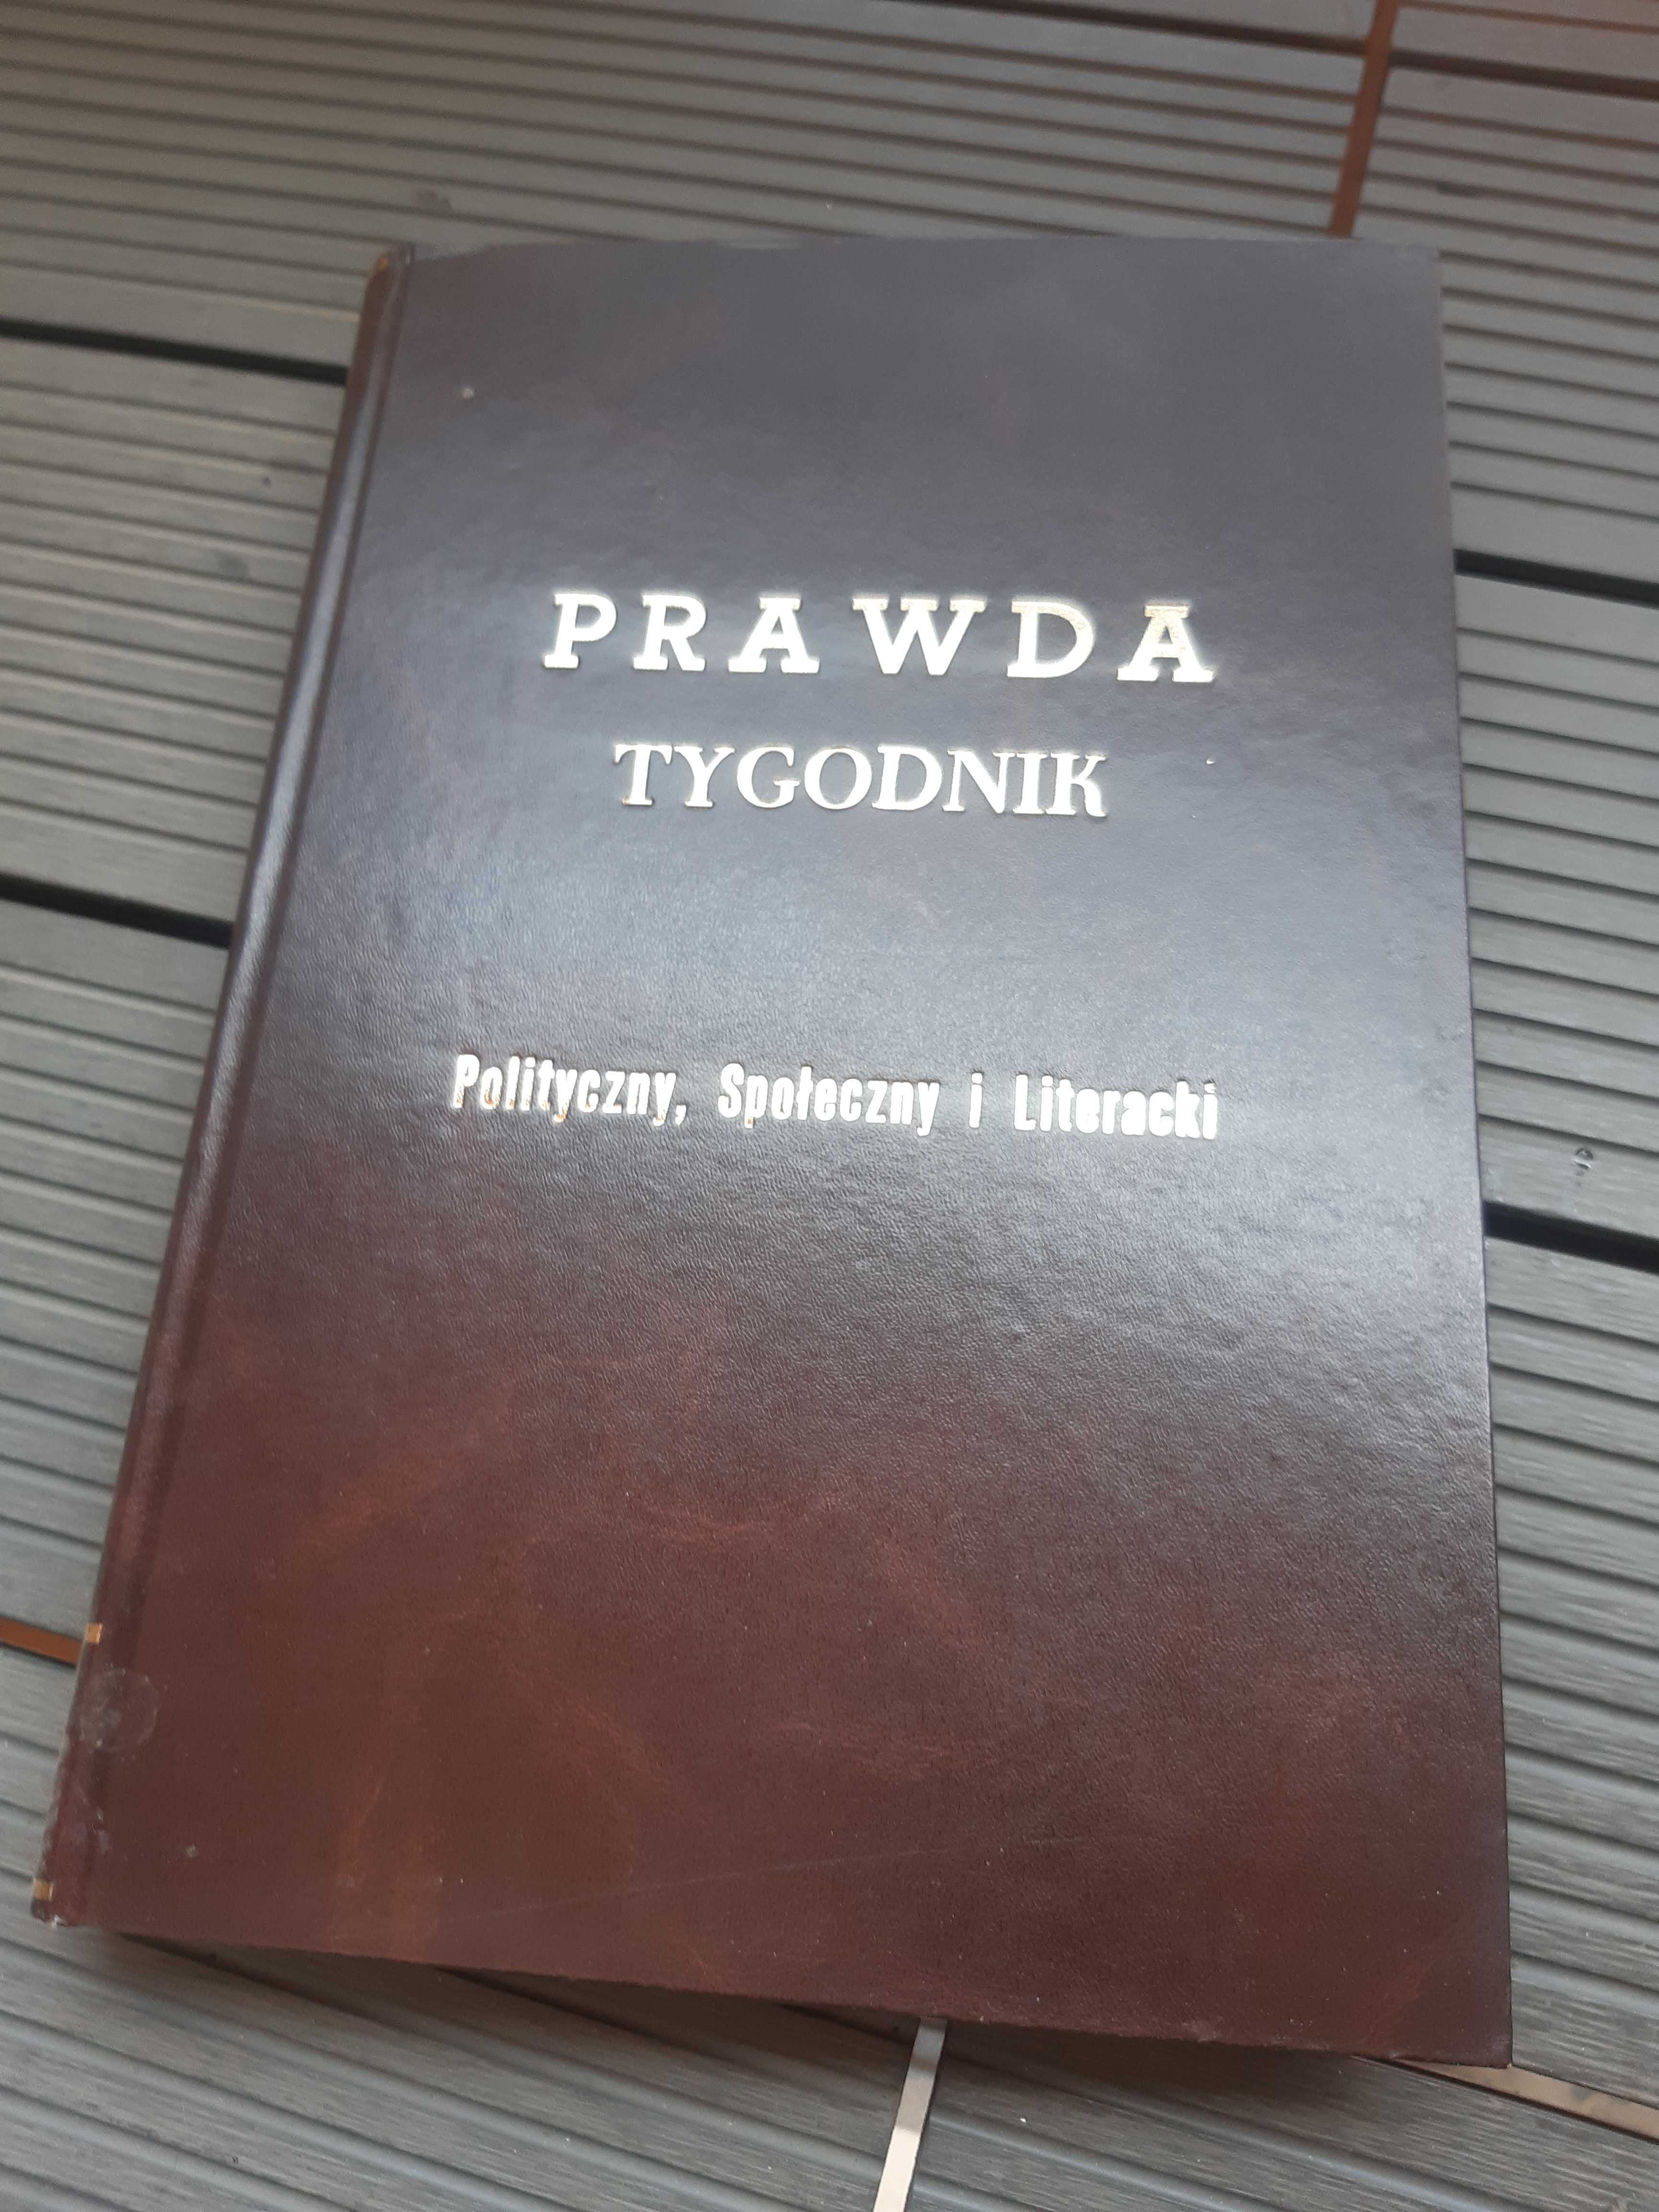 PRAWDA
TYGODNIK
Polityczny, Społeczny i Literacki